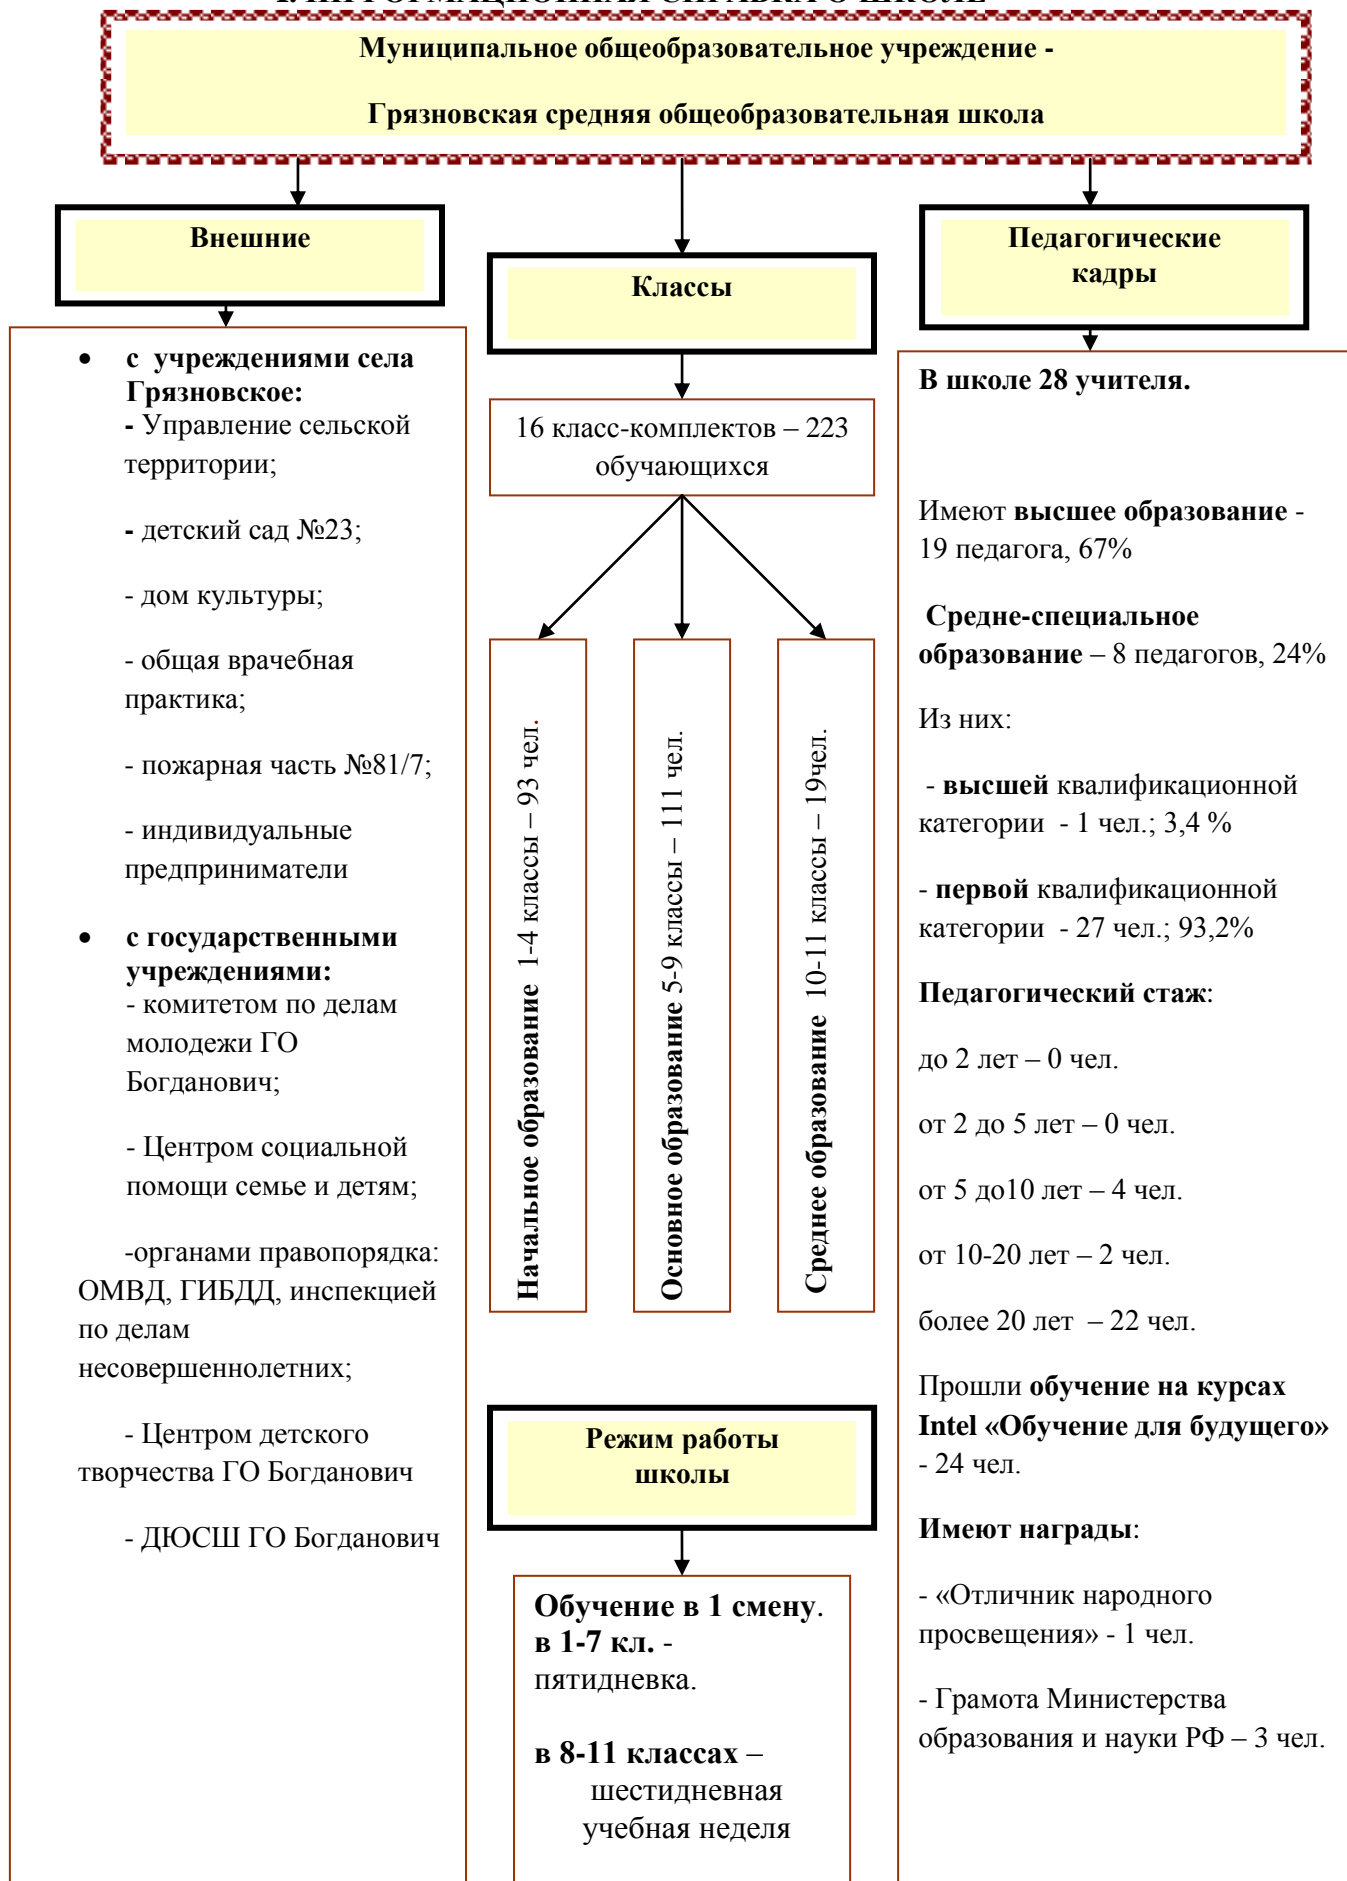 Муниципальное общеобразовательное учреждение -
Грязновская средняя общеобразовательная школа
Внешние
с учреждениями села
Грязновское:
- Управление сельской
территории;
- детский сад №23;
- дом культуры;
- общая врачебная
практика;
- пожарная часть №81/7;
- индивидуальные
предприниматели
с государственными
учреждениями:
- комитетом по делам
молодежи ГО
Богданович;
- Центром социальной
помощи семье и детям;
-органами правопорядка:
ОМВД, ГИБДД, инспекцией
по делам
несовершеннолетних;
- Центром детского
творчества ГО Богданович
- ДЮСШ ГО Богданович
Классы
16 класс-комплектов – 223
обучающихся
Начальное образование 1-4 классы – 93 чел.
Основное образование 5-9 классы – 111 чел.
Среднее образование 10-11 классы – 19чел.
Режим работы
школы
Обучение в 1 смену.
в 1-7 кл. -
пятидневка.
в 8-11 классах –
шестидневная
учебная неделя
Педагогические
кадры
В школе 28 учителя.
Имеют высшее образование -
19 педагога, 67%
Средне-специальное
образование – 8 педагогов, 24%
Из них:
- высшей квалификационной
категории - 1 чел.; 3,4 %
- первой квалификационной
категории - 27 чел.; 93,2%
Педагогический стаж:
до 2 лет – 0 чел.
от 2 до 5 лет – 0 чел.
от 5 до10 лет – 4 чел.
от 10-20 лет – 2 чел.
более 20 лет – 22 чел.
Прошли обучение на курсах
Intel «Обучение для будущего»
- 24 чел.
Имеют награды:
- «Отличник народного
просвещения» - 1 чел.
- Грамота Министерства
образования и науки РФ – 3 чел.